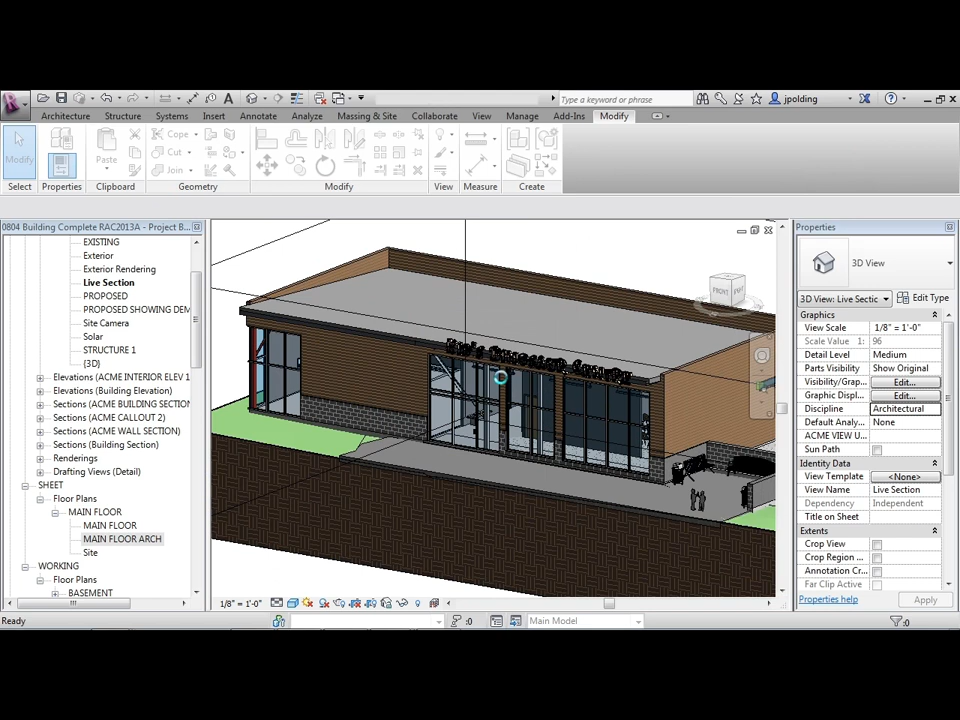 Type a keyword or phrase
jpolding
Architecture Structure Systems Insert Annotate Analyze Massing & Site Collaborate View Manage Add-Ins Modify
Modify
Paste
Cope
Cut
Join
Select Properties Clipboard Geometry Modify View Measure Create
0804 Building Complete RAC2013A - Project B...
EXISTING
Exterior
Exterior Rendering
Live Section
PROPOSED
PROPOSED SHOWING DEM
Site Camera
Solar
STRUCTURE 1
{3D}
Elevations (ACME INTERIOR ELEV 1
Elevations (Building Elevation)
Sections (ACME BUILDING SECTION
Sections (ACME CALLOUT 2)
Sections (ACME WALL SECTION)
Sections (Building Section)
Renderings
Drafting Views (Detail)
SHEET
Floor Plans
MAIN FLOOR
MAIN FLOOR
MAIN FLOOR ARCH
Site
WORKING
Floor Plans
BASEMENT
FRONT
1/8" = 1'-0"
Properties
3D View
3D View: Live Sectic
Edit Type
Graphics
View Scale 1/8" = 1'-0"
Scale Value 1: 96
Detail Level Medium
Parts Visibility Show Original
Visibility/Grap... Edit...
Graphic Displ... Edit...
Discipline Architectural
Default Analy... None
ACME VIEW U...
Sun Path
Identity Data
View Template <None>
View Name Live Section
Dependency Independent
Title on Sheet
Extents
Crop View
Crop Region ...
Annotation Cr...
Far Clip Active
Properties help
Apply
Ready
:0
Main Model
:0